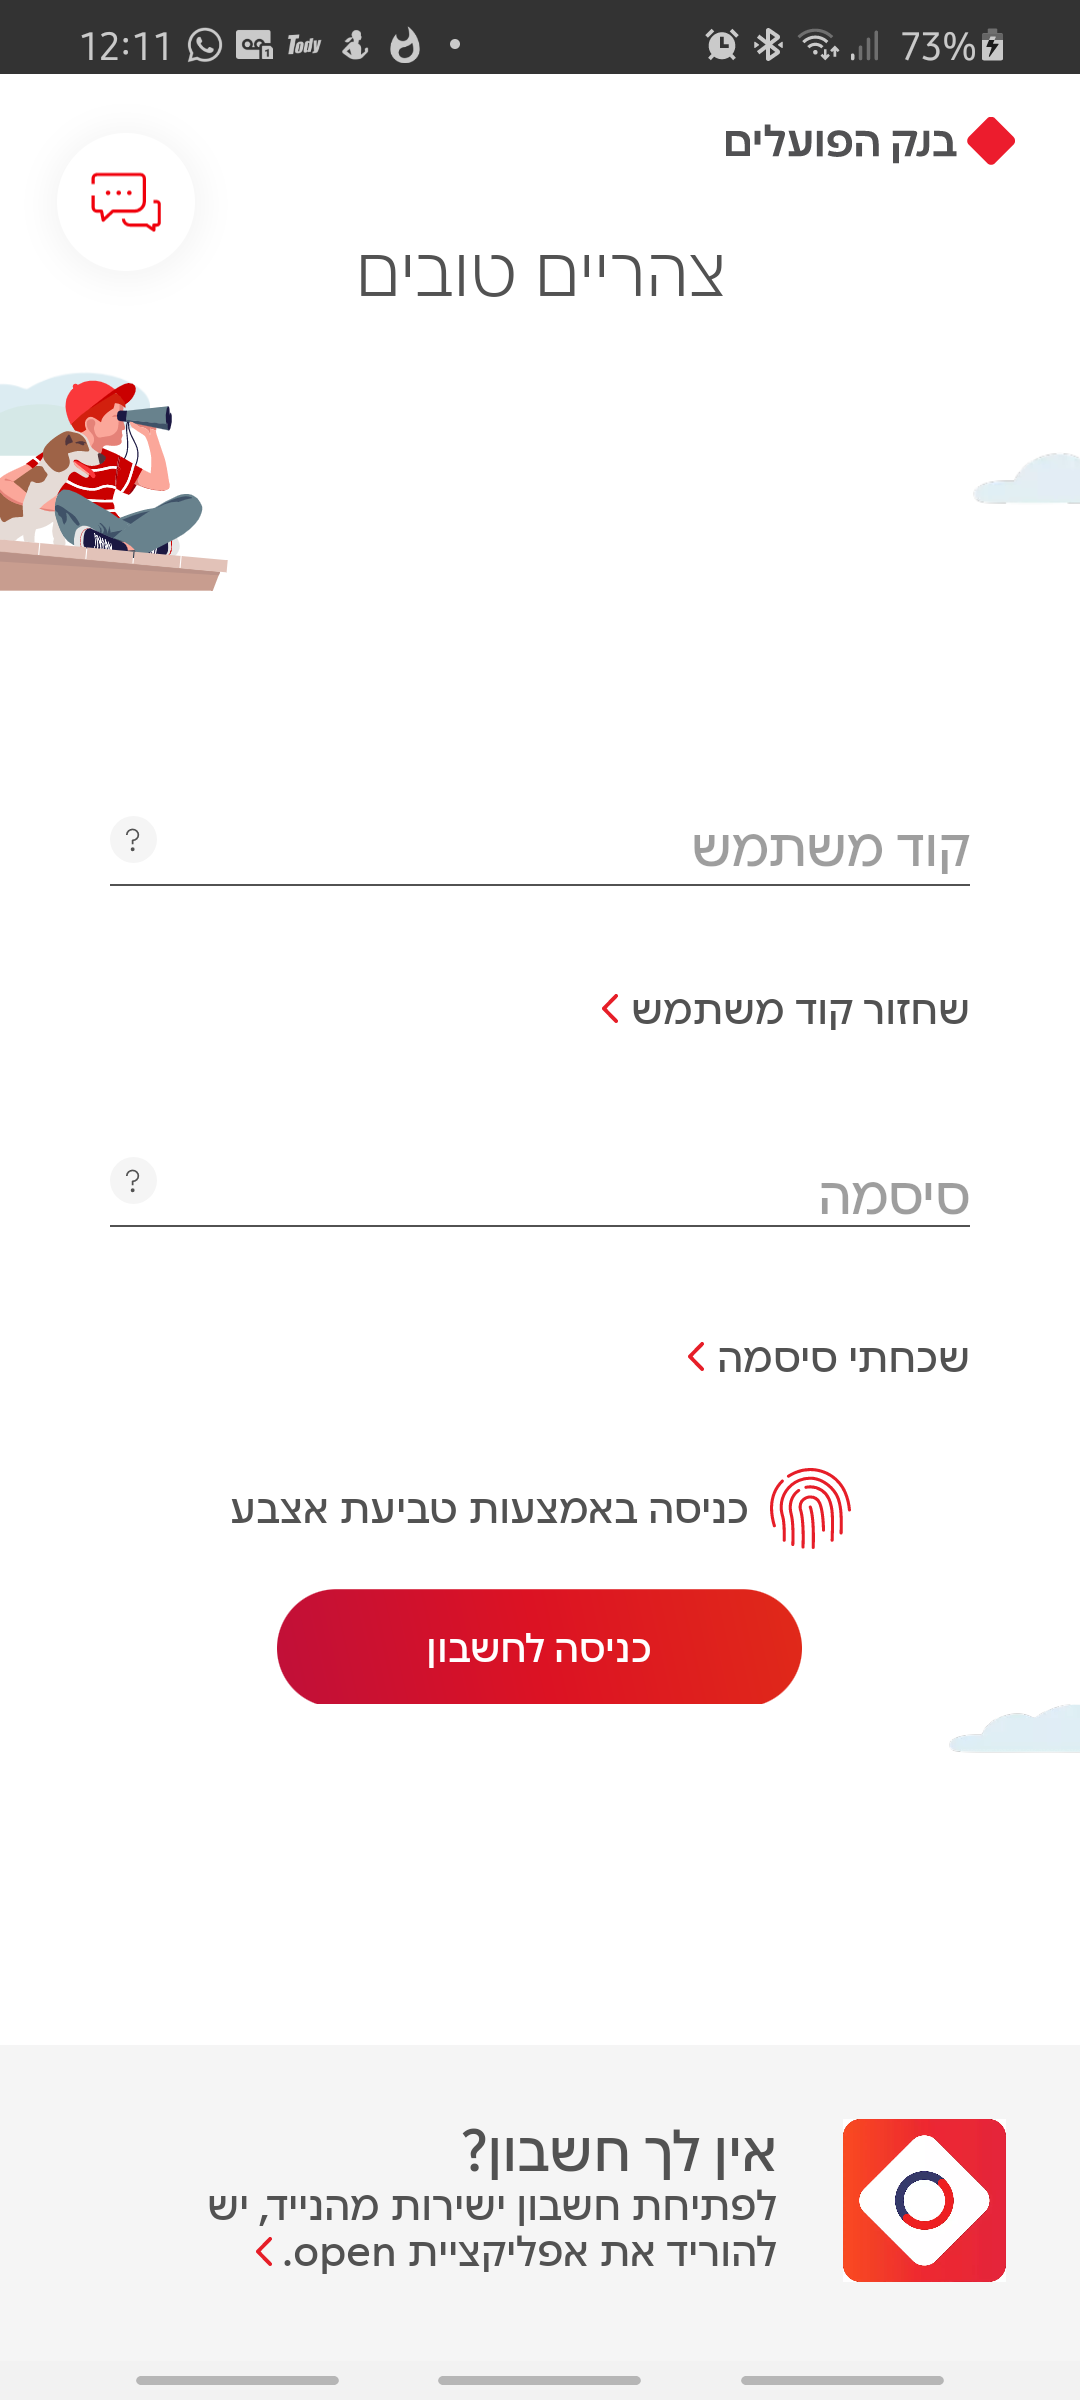 12:11
Tody
73%
בנק הפועלים
צהריים טובים
קוד משתמש
?
שחזור קוד משתמש
סיסמה
?
שכחתי סיסמה
כניסה באמצעות טביעת אצבע
כניסה לחשבון
אין לך חשבון?
לפתיחת חשבון ישירות מהנייד, יש
להוריד את אפליקציית open.